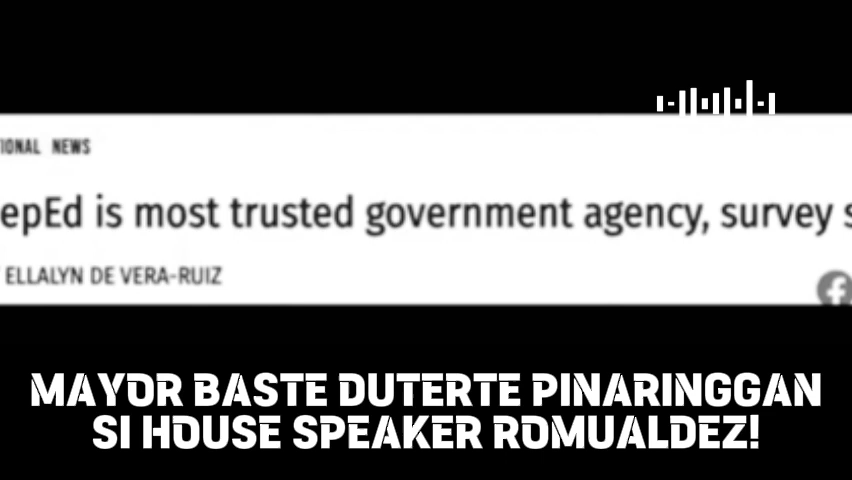 IONAL NEWS
epEd is most trusted government agency, survey s
ELLALYN DE VERA-RUIZ
MAYOR BASTE DUTERTE PINARINGGAN
SI HOUSE SPEAKER ROMUALDEZ!